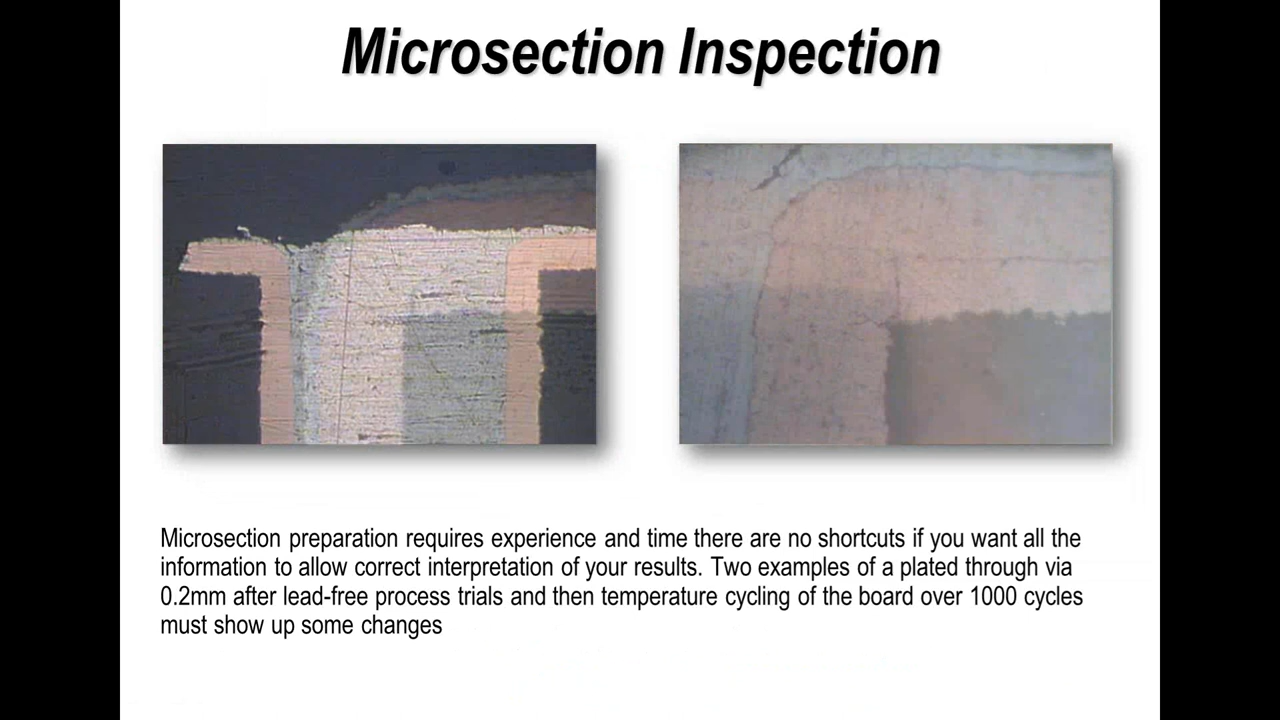 Microsection Inspection
Microsection preparation requires experience and time there are no shortcuts if you want all the
information to allow correct interpretation of your results. Two examples of a plated through via
0.2mm after lead-free process trials and then temperature cycling of the board over 1000 cycles
must show up some changes